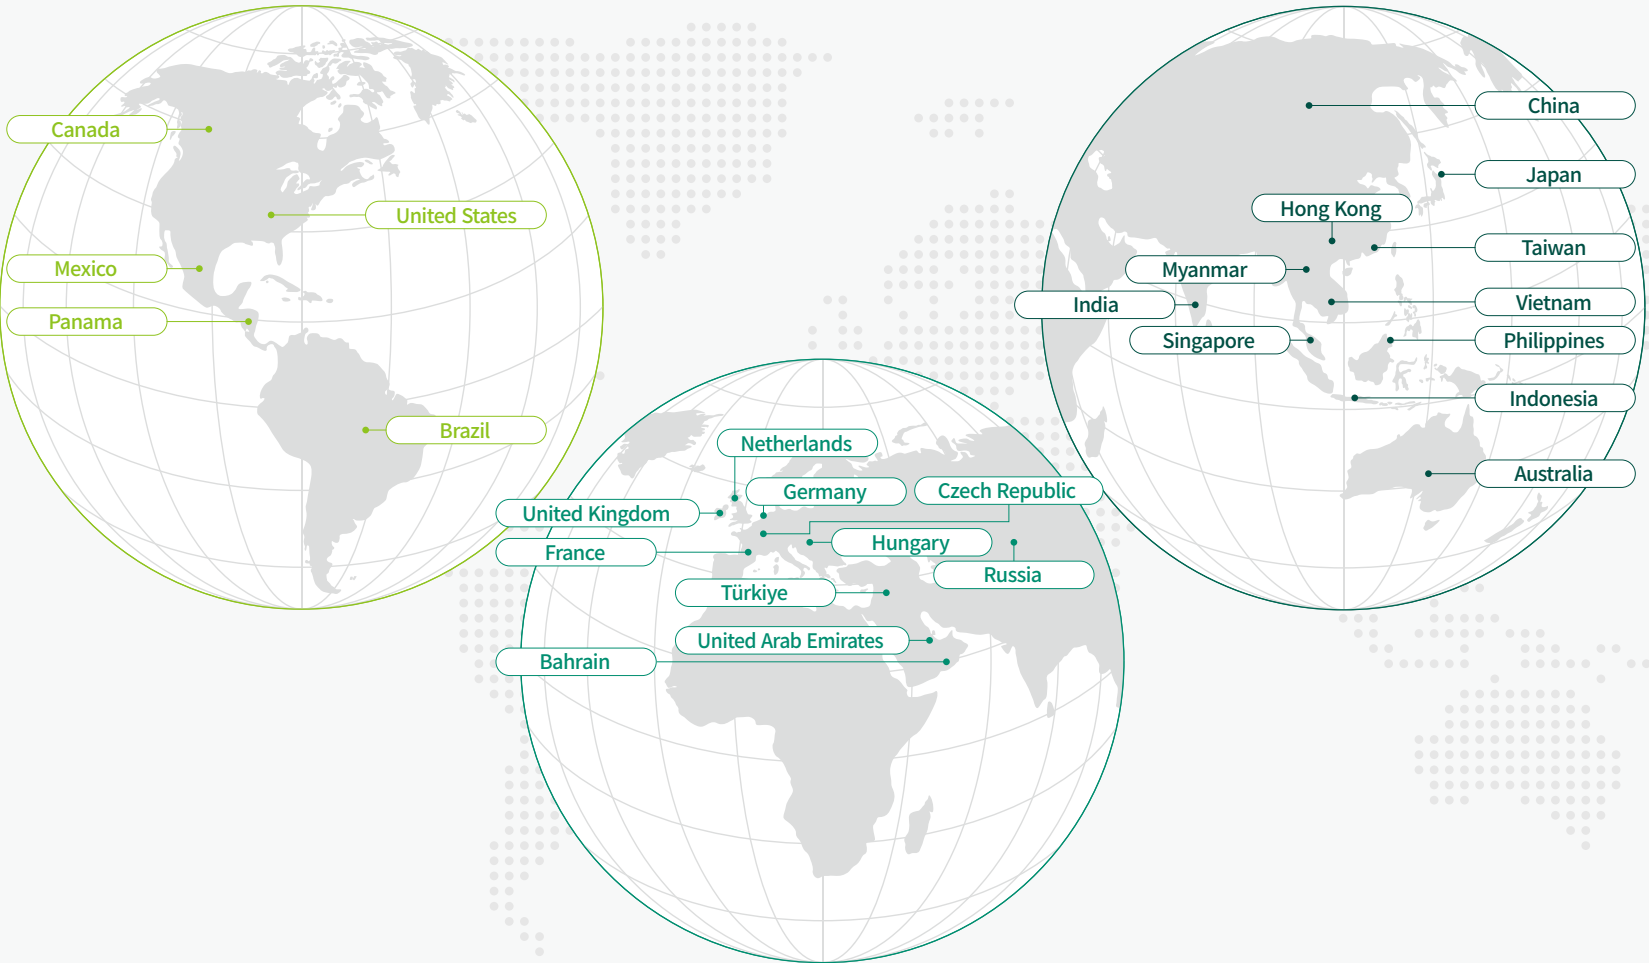 Canada
United States
Mexico
Panama
Brazil
Netherlands
Germany
Czech Republic
United Kingdom
France
Hungary
Russia
Türkiye
United Arab Emirates
Bahrain
China
Japan
Hong Kong
Taiwan
Myanmar
India
Vietnam
Singapore
Philippines
Indonesia
Australia